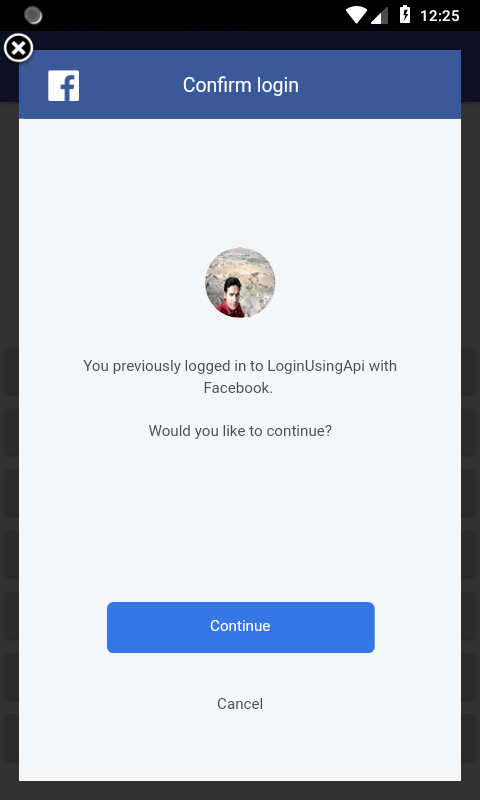 12:25
Confirm login
You previously logged in to LoginUsingApi with
Facebook.
Would you like to continue?
Continue
Cancel